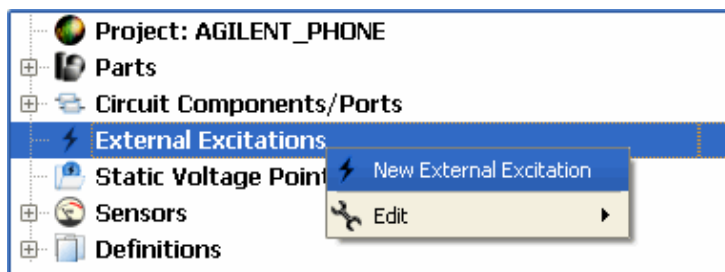 Project: AGILENT_PHONE
Parts
Circuit Components/Ports
External Excitations
New External Excitation
Static Voltage Point
Edit
Sensors
Definitions